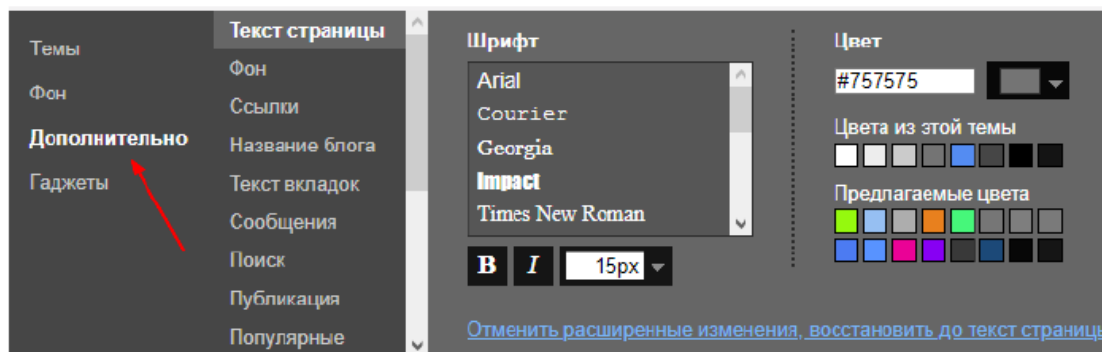 Темы
Фон
Дополнительно
Гаджеты
Текст страницы
Фон
Ссылки
Название блога
Текст вкладок
Сообщения
Поиск
Публикация
Популярные
Шрифт
Arial
Courier
Georgia
Impact
Times New Roman
B I 15px
Цвет
#757575
Цвета из этой темы
Предлагаемые цвета
Отменить расширенные изменения, восстановить до текст страницы